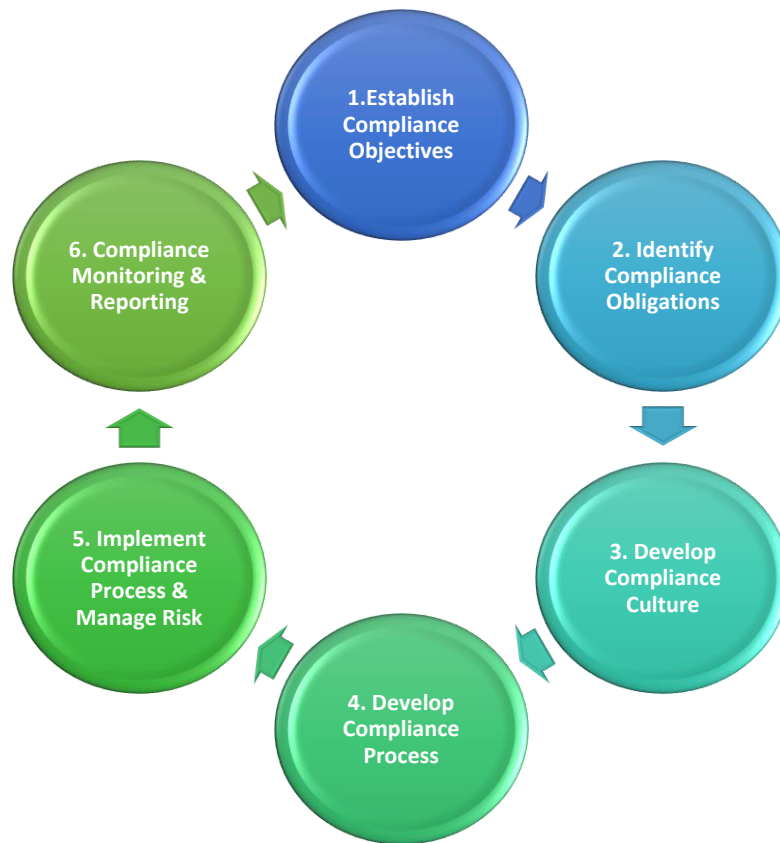 1.Establish
Compliance
Objectives
2. Identify
Compliance
Obligations
3. Develop
Compliance
Culture
4. Develop
Compliance
Process
5. Implement
Compliance
Process &
Manage Risk
6. Compliance
Monitoring &
Reporting